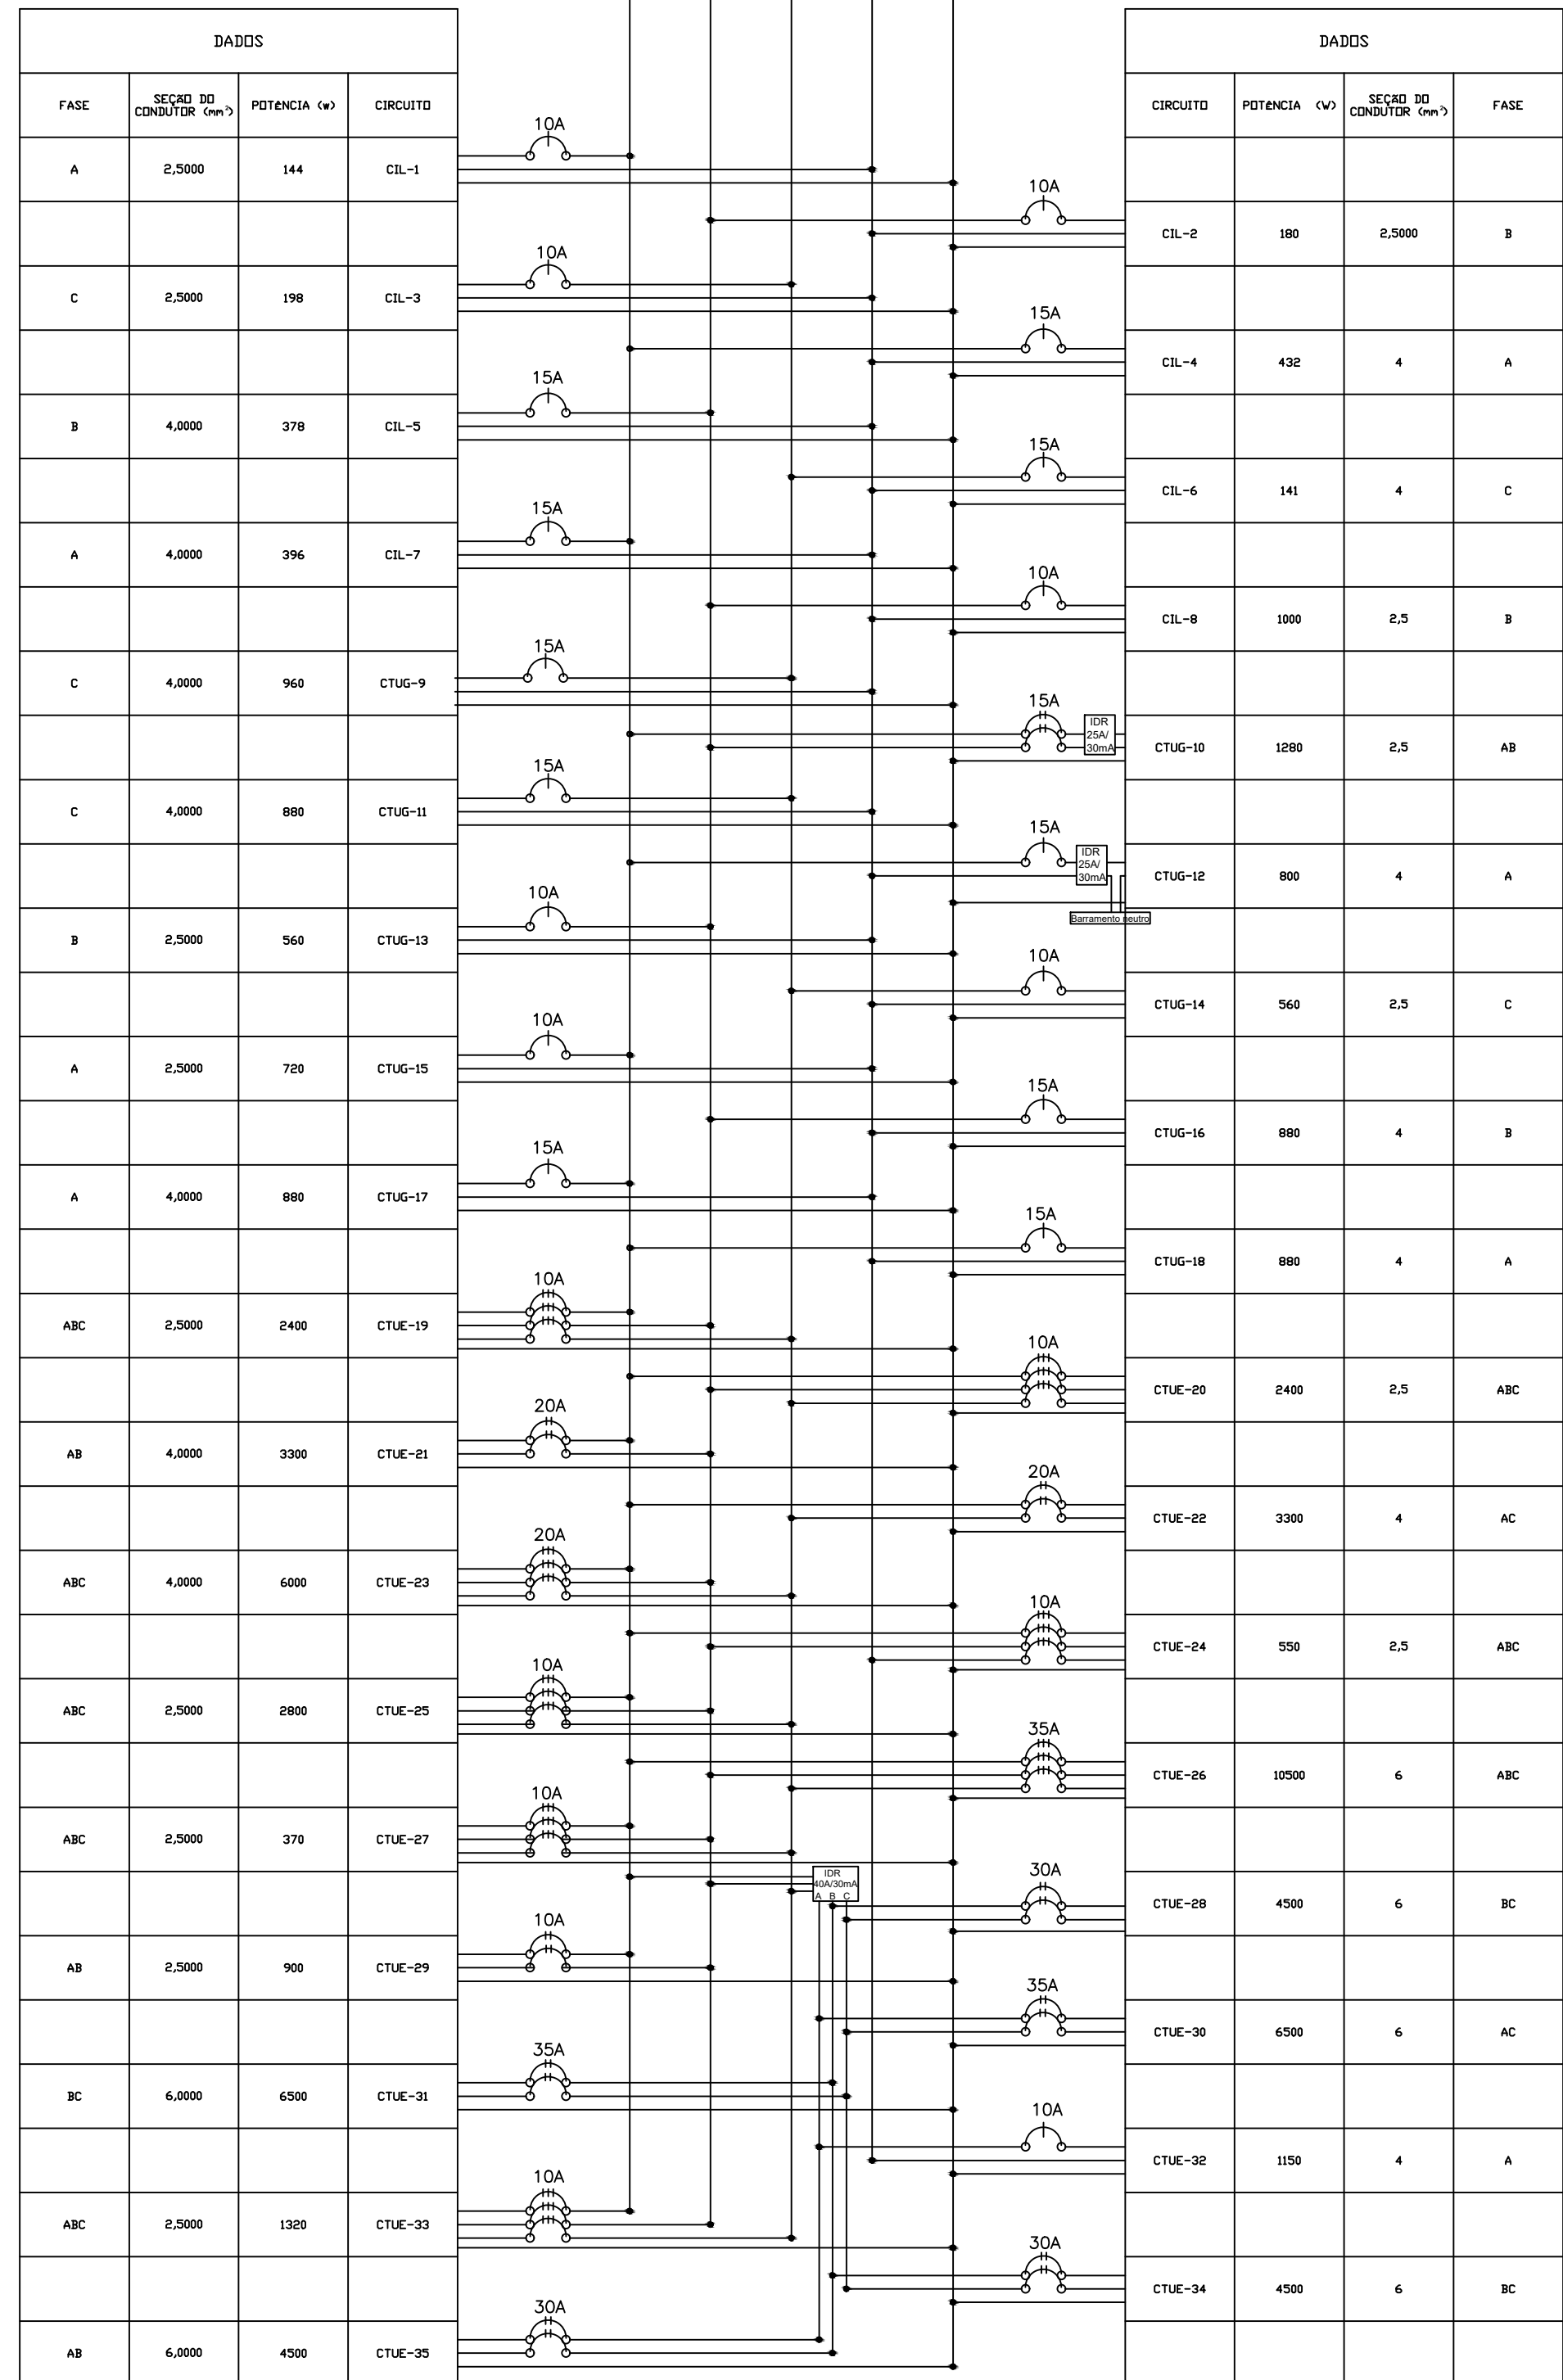 DADOS
FASE SEÇÃO DO CONDUTOR (mm²) POTÊNCIA (w) CIRCUITO
A 2,5000 144 CIL-1 10A
C 2,5000 198 CIL-3 10A
B 4,0000 378 CIL-5 15A
A 4,0000 396 CIL-7 15A
C 4,0000 960 CTUG-9 15A
C 4,0000 880 CTUG-11 15A
B 2,5000 560 CTUG-13 10A
A 2,5000 720 CTUG-15 10A
A 4,0000 880 CTUG-17 15A
ABC 2,5000 2400 CTUE-19 10A
AB 4,0000 3300 CTUE-21 20A
ABC 4,0000 6000 CTUE-23 20A
ABC 2,5000 2800 CTUE-25 10A
ABC 2,5000 370 CTUE-27 10A
AB 2,5000 900 CTUE-29 10A
BC 6,0000 6500 CTUE-31 35A
ABC 2,5000 1320 CTUE-33 10A
AB 6,0000 4500 CTUE-35 30A
IDR
40A/30mA
A B C
DADOS
CIRCUITO POTÊNCIA (W) SEÇÃO DO CONDUTOR (mm²) FASE
10A CIL-2 180 2,5000 B
15A CIL-4 432 4 A
15A CIL-6 141 4 C
10A CIL-8 1000 2,5 B
15A IDR 25A/ 30mA CTUG-10 1280 2,5 AB
15A IDR 25A/ 30mA CTUG-12 800 4 A
Barramento neutro
10A CTUG-14 560 2,5 C
15A CTUG-16 880 4 B
15A CTUG-18 880 4 A
10A CTUE-20 2400 2,5 ABC
20A CTUE-22 3300 4 AC
10A CTUE-24 550 2,5 ABC
35A CTUE-26 10500 6 ABC
30A CTUE-28 4500 6 BC
35A CTUE-30 6500 6 AC
10A CTUE-32 1150 4 A
30A CTUE-34 4500 6 BC